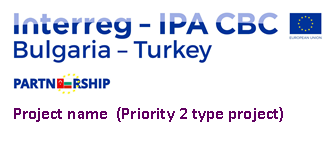 Interreg - IPA CBC
EUROPEAN UNION
Bulgaria – Turkey
PARTNERSHIP
Project name (Priority 2 type project)